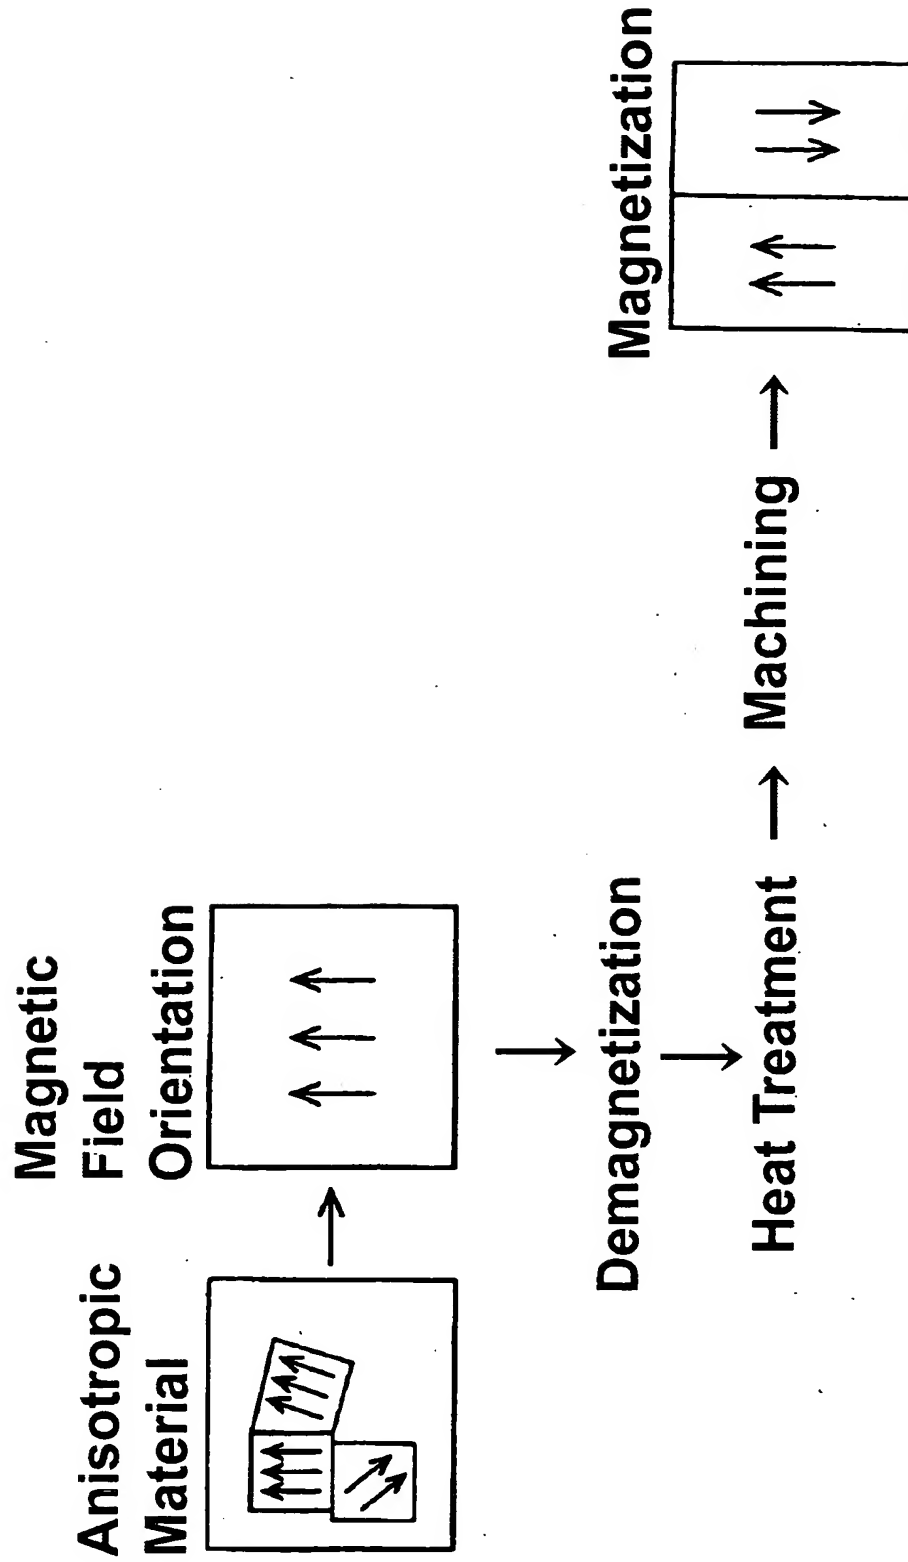 Anisotropic
Material
Magnetic
Field
Orientation
Demagnetization
Heat Treatment
Machining
Magnetization